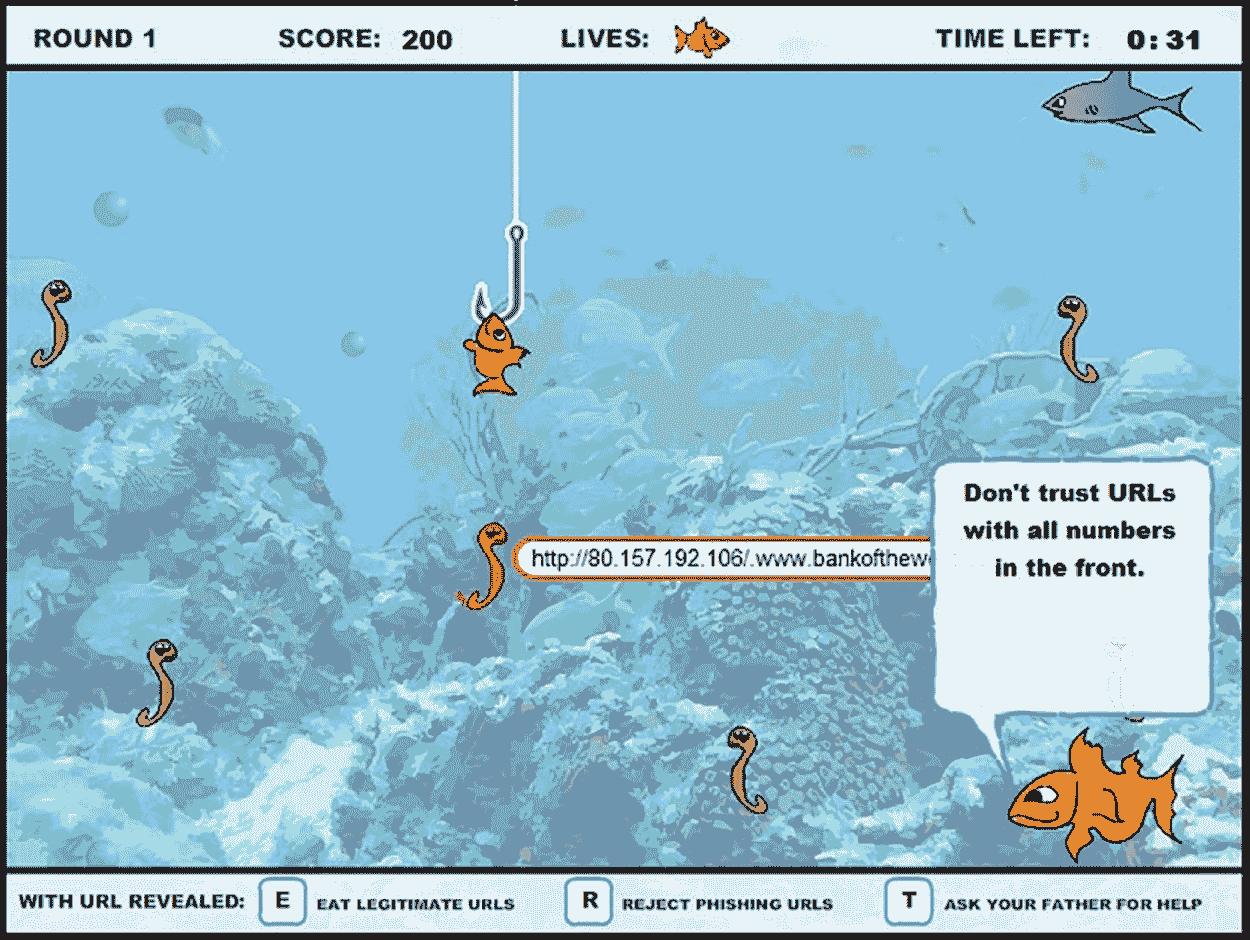 ROUND 1 SCORE: 200 LIVES: TIME LEFT: 0:31
Don't trust URLs
with all numbers
in the front.
http://80.157.192.106/.www.bankofthew
WITH URL REVEALED: E EAT LEGITIMATE URLS R REJECT PHISHING URLS T ASK YOUR FATHER FOR HELP